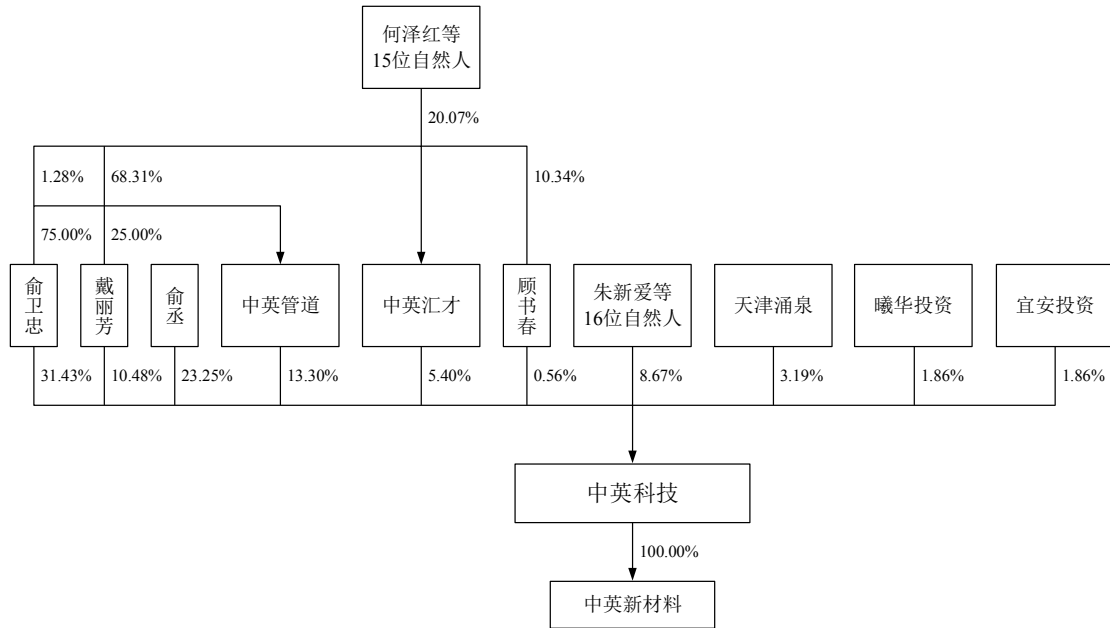 何泽红等
15位自然人
20.07%
1.28%
68.31%
10.34%
75.00%
25.00%
俞卫忠
戴丽芳
俞丞
中英管道
中英汇才
顾书春
朱新爱等
16位自然人
天津涌泉
曦华投资
宜安投资
31.43%
10.48%
23.25%
13.30%
5.40%
0.56%
8.67%
3.19%
1.86%
1.86%
中英科技
100.00%
中英新材料